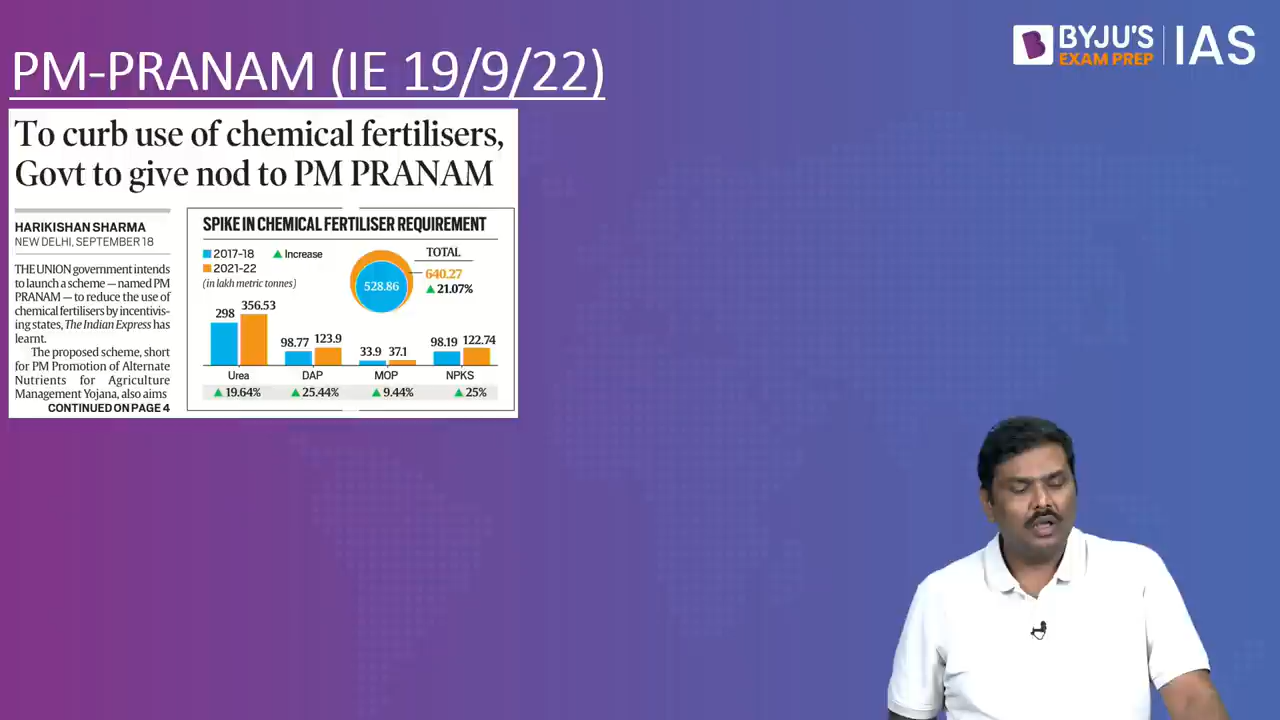 PM-PRANAM (IE 19/9/22)
BYJU'S
EXAM PREP
IAS
To curb use of chemical fertilisers,
Govt to give nod to PM PRANAM
HARIKISHAN SHARMA
NEW DELHI, SEPTEMBER 18
THE UNION government intends
to launch a scheme — named PM
PRANAM — to reduce the use of
chemical fertilisers by incentivis-
ing states, The Indian Express has
learnt.
The proposed scheme, short
for PM Promotion of Alternate
Nutrients for Agriculture
Management Yojana, also aims
CONTINUED ON PAGE 4
SPIKE IN CHEMICAL FERTILISER REQUIREMENT
2017-18 ▲ Increase
2021-22
(in lakh metric tonnes)
TOTAL
528.86
640.27
▲ 21.07%
298 356.53
98.77 123.9
33.9 37.1
98.19 122.74
Urea DAP MOP NPKS
▲ 19.64% ▲ 25.44% ▲ 9.44% ▲ 25%